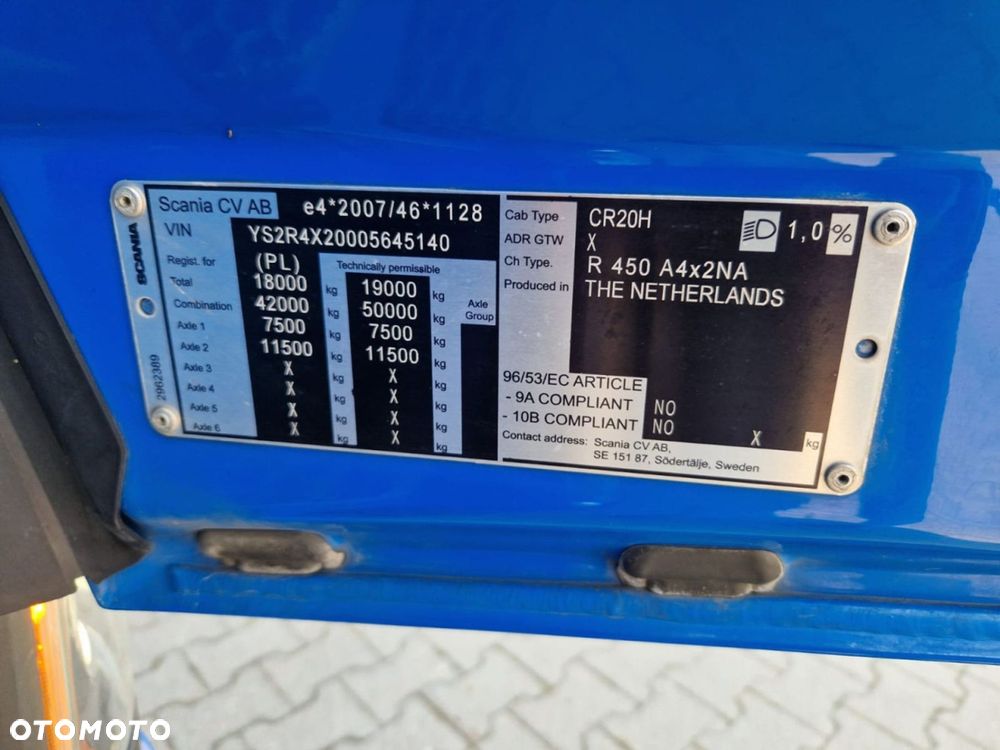 SCANIA
2962389
Scania CV AB e4*2007/46*1128
VIN YS2R4X20005645140
Regist. for (PL) Technically permissible
Total 18000 kg 19000 kg Axle Group
Combination 42000 kg 50000 kg
Axle 1 7500 kg 7500 kg
Axle 2 11500 kg 11500 kg
Axle 3 X kg X kg
Axle 4 X kg X kg
Axle 5 X kg X kg
Axle 6 X kg X kg
Cab Type CR20H 1,0 %
ADR GTW X
Ch Type. R 450 A4x2NA
Produced in THE NETHERLANDS
96/53/EC ARTICLE
- 9A COMPLIANT NO
- 10B COMPLIANT NO X kg
Contact address: Scania CV AB,
SE 151 87, Södertälje, Sweden
OTOMOTO